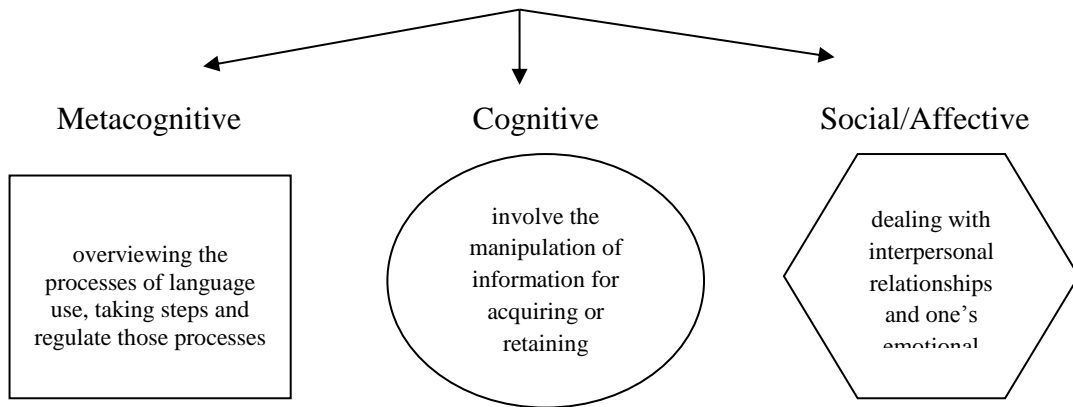 Metacognitive
Cognitive
Social/Affective
overviewing the
processes of language
use, taking steps and
regulate those processes
involve the
manipulation of
information for
acquiring or
retaining
dealing with
interpersonal
relationships
and one’s
emotional